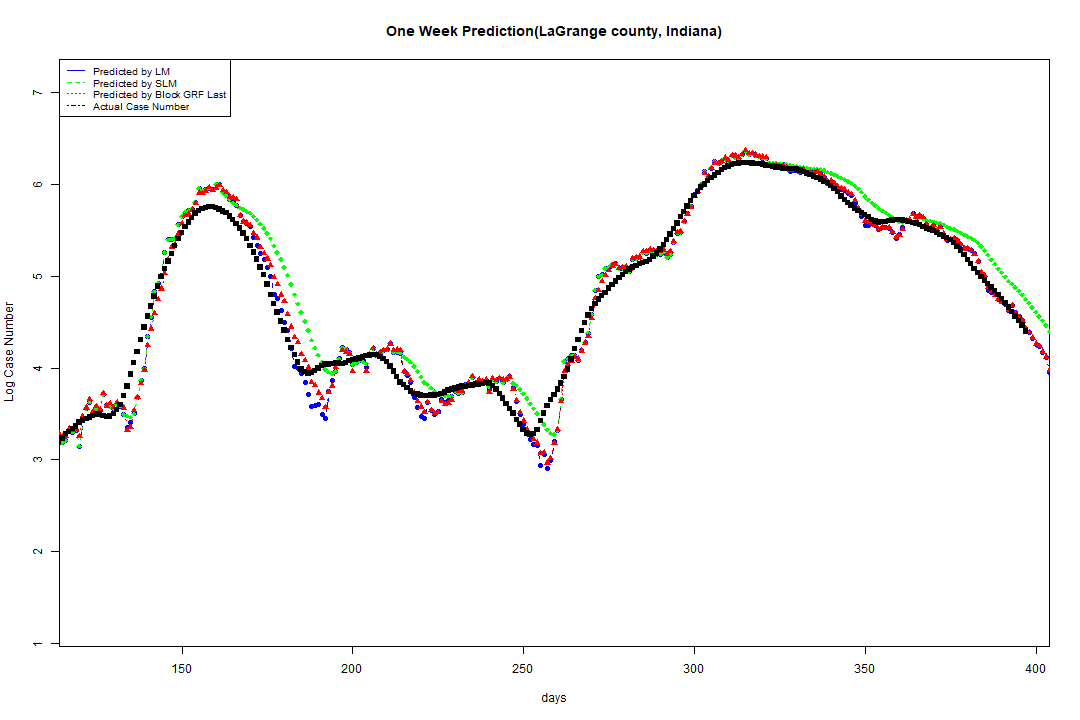 One Week Prediction(LaGrange county, Indiana)
Predicted by LM
Predicted by SLM
Predicted by Block GRF Last
Actual Case Number
7
6
5
4
3
2
1
Log Case Number
150 200 250 300 350 400
days